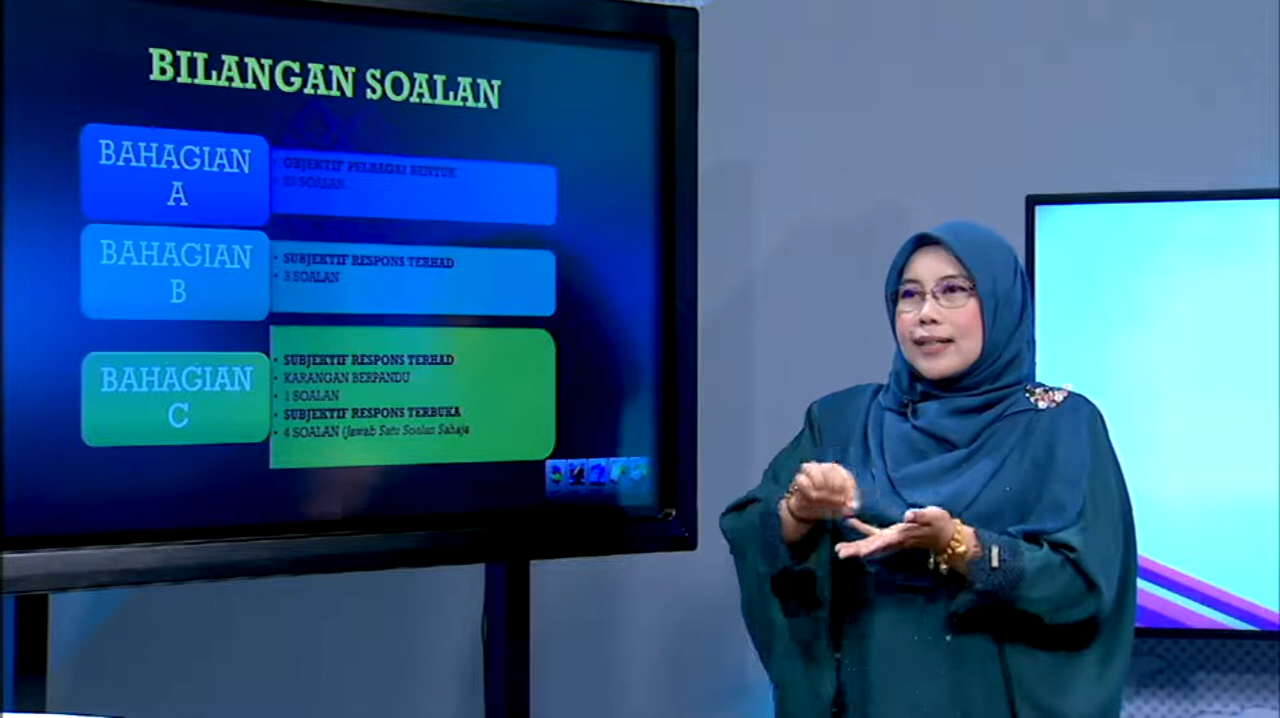 BILANGAN SOALAN
BAHAGIAN
A
OBJEKTIF PELBAGAI BENTUK
SOALAN
BAHAGIAN
B
SUBJEKTIF RESPONS TERHAD
3 SOALAN
BAHAGIAN
C
SUBJEKTIF RESPONS TERHAD
KARANGAN BERPANDU
1 SOALAN
SUBJEKTIF RESPONS TERBUKA
4 SOALAN (Jawab Satu Soalan Sahaja